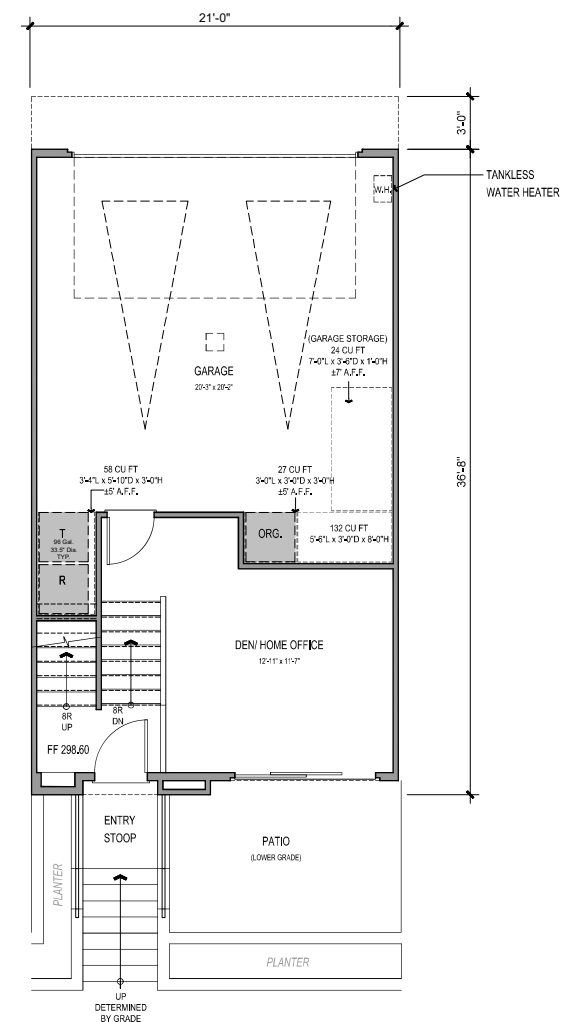 21'-0"
3'-0"
TANKLESS
WATER HEATER
W.H.
(GARAGE STORAGE)
24 CU FT
7'-0"L x 3'-6"D x 1'-0"H
±7' A.F.F.
GARAGE
20'-3" x 20'-2"
36'-8"
58 CU FT
3'-4"L x 5'-10"D x 3'-0"H
±5' A.F.F.
27 CU FT
3'-0"L x 3'-0"D x 3'-0"H
±5' A.F.F.
T
96 Gal.
33.5" Dia.
TYP.
ORG.
132 CU FT
5'-6"L x 3'-0"D x 8'-0"H
R
DEN/ HOME OFFICE
12'-11" x 11'-7"
8R
UP
8R
DN
FF 298.60
ENTRY
STOOP
PATIO
(LOWER GRADE)
PLANTER
PLANTER
UP
DETERMINED
BY GRADE